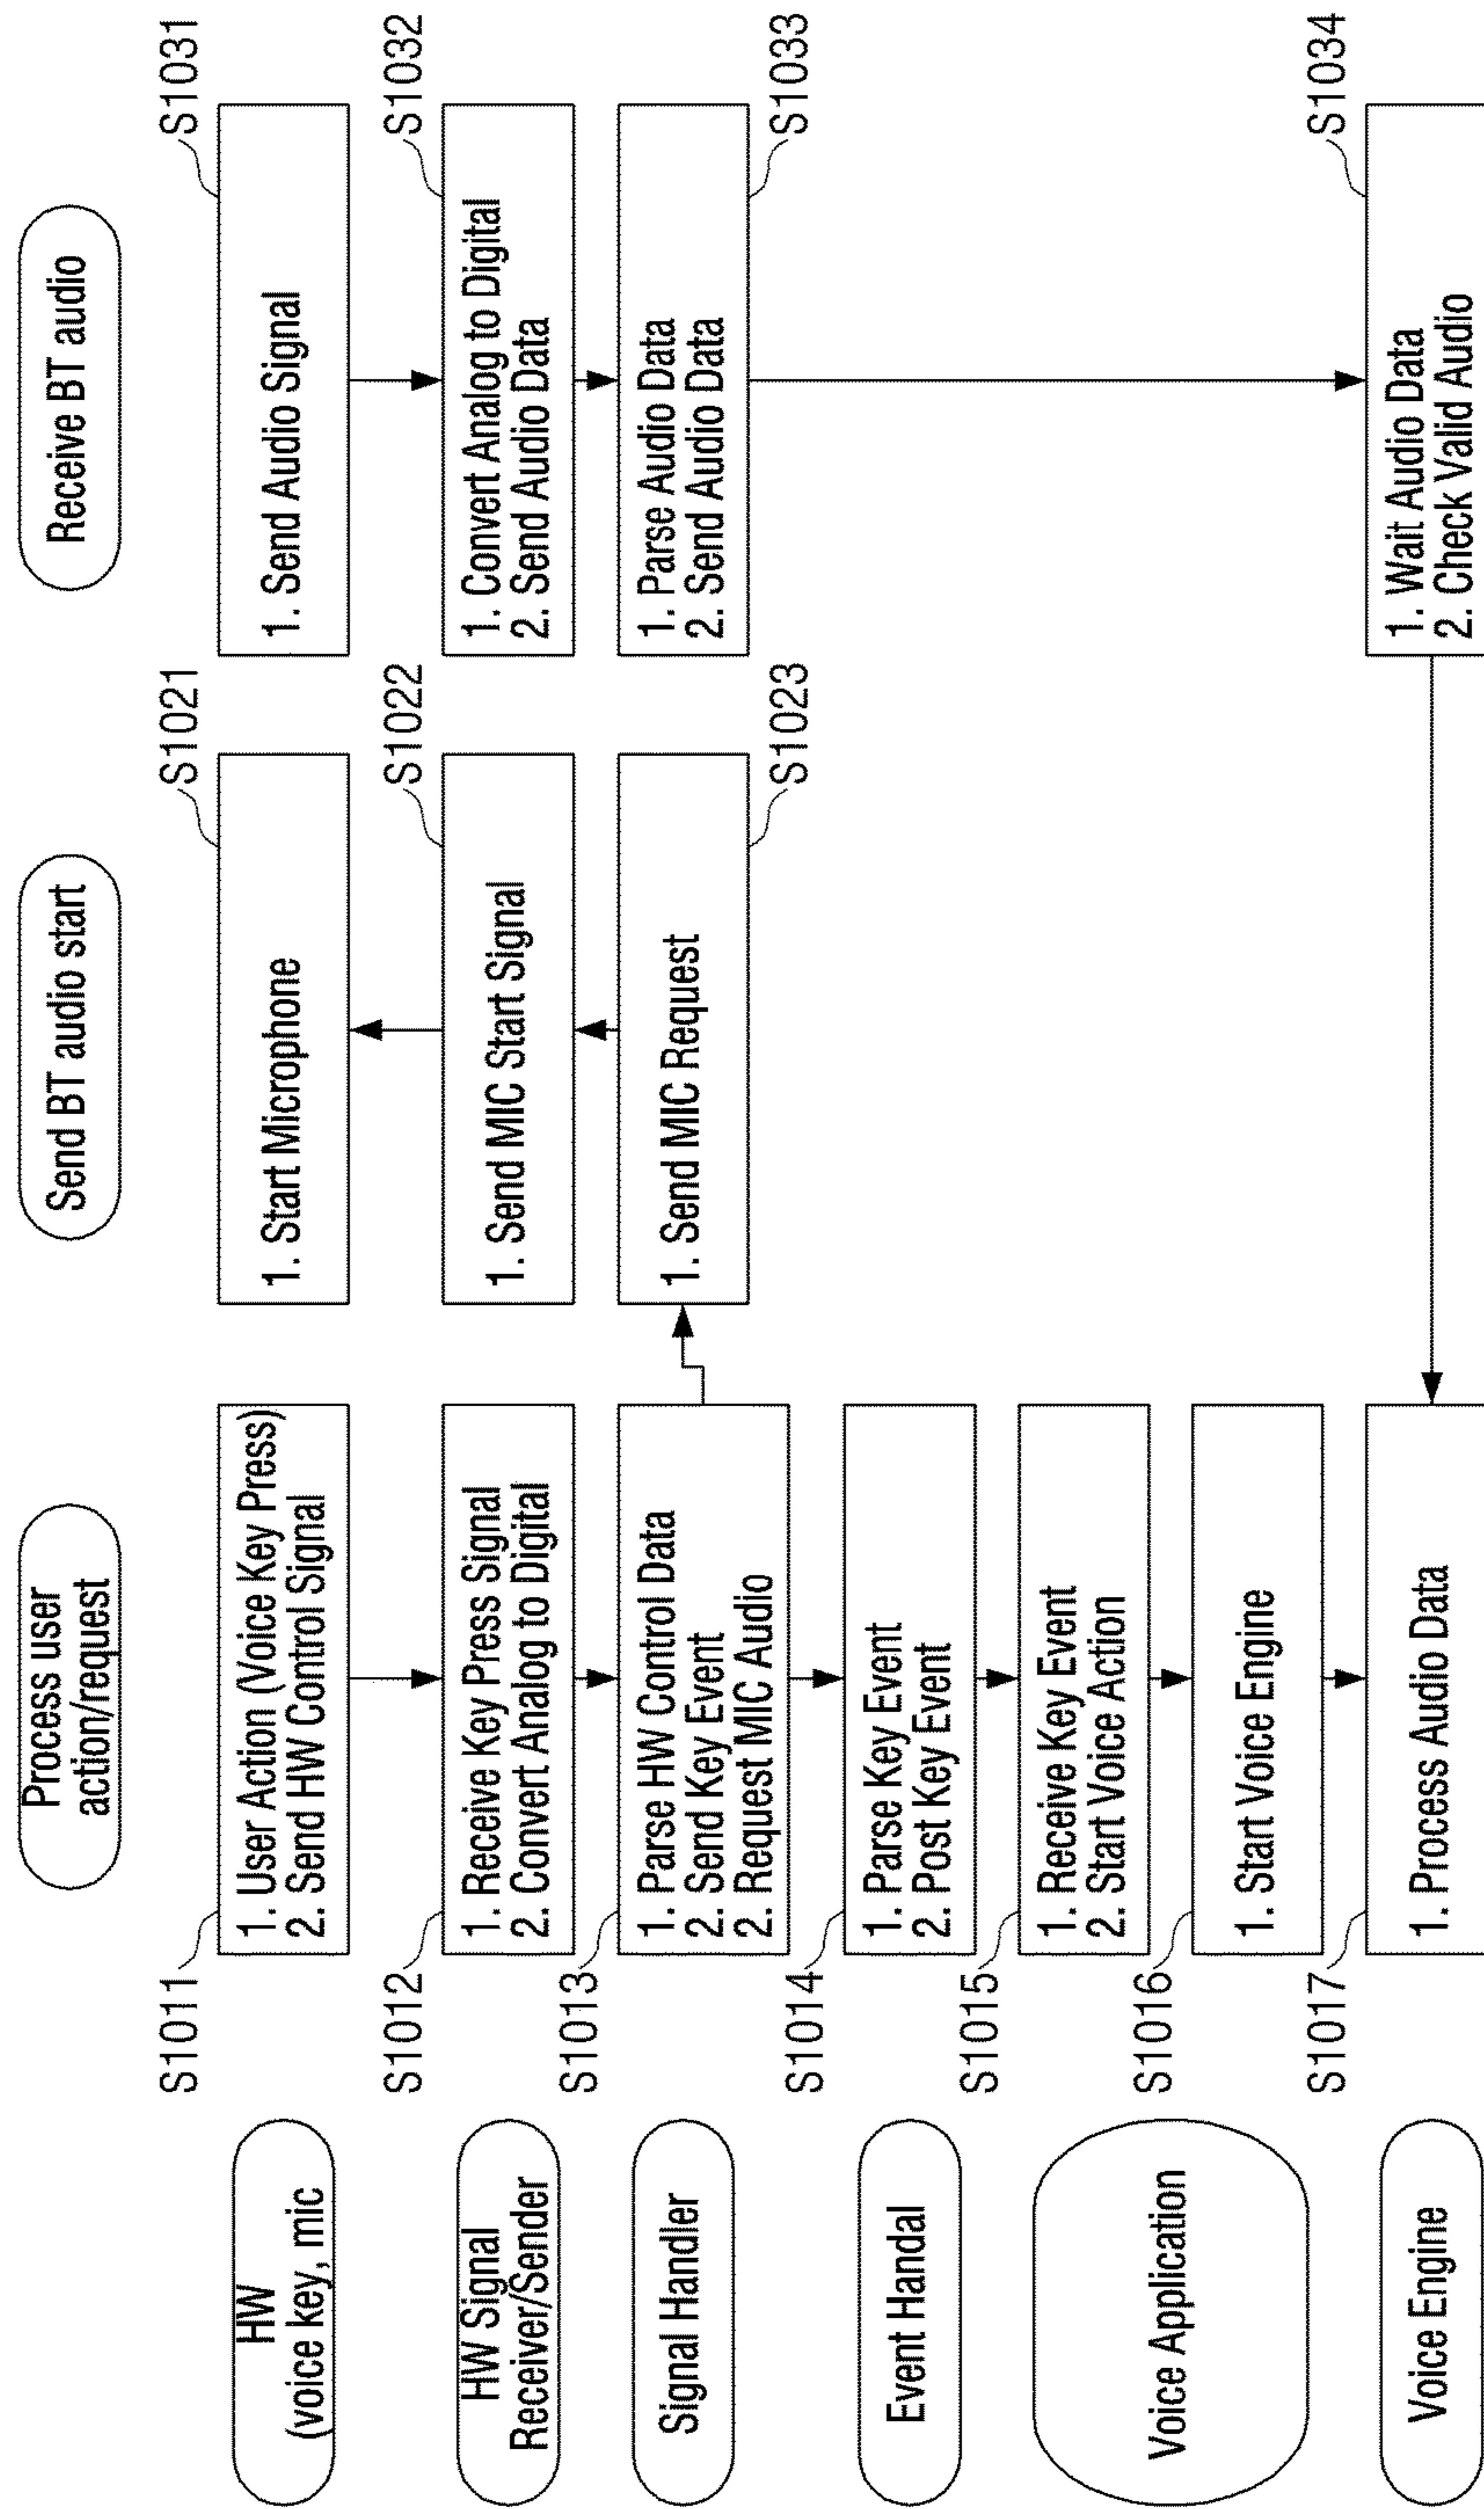 Process user
action/request
Send BT audio start
Receive BT audio
HW
(voice key, mic
S1011
1. User Action (Voice Key Press)
2. Send HW Control Signal
S1021
1. Start Microphone
S1031
1. Send Audio Signal
HW Signal
Receiver/Sender
S1012
1. Receive Key Press Signal
2. Convert Analog to Digital
S1022
1. Send MIC Start Signal
S1032
1. Convert Analog to Digital
2. Send Audio Data
Signal Handler
S1013
1. Parse HW Control Data
2. Send Key Event
2. Request MIC Audio
S1023
1. Send MIC Request
S1033
1. Parse Audio Data
2. Send Audio Data
Event Handal
S1014
1. Parse Key Event
2. Post Key Event
Voice Application
S1015
1. Receive Key Event
2. Start Voice Action
S1016
1. Start Voice Engine
Voice Engine
S1017
1. Process Audio Data
S1034
1. Wait Audio Data
2. Check Valid Audio